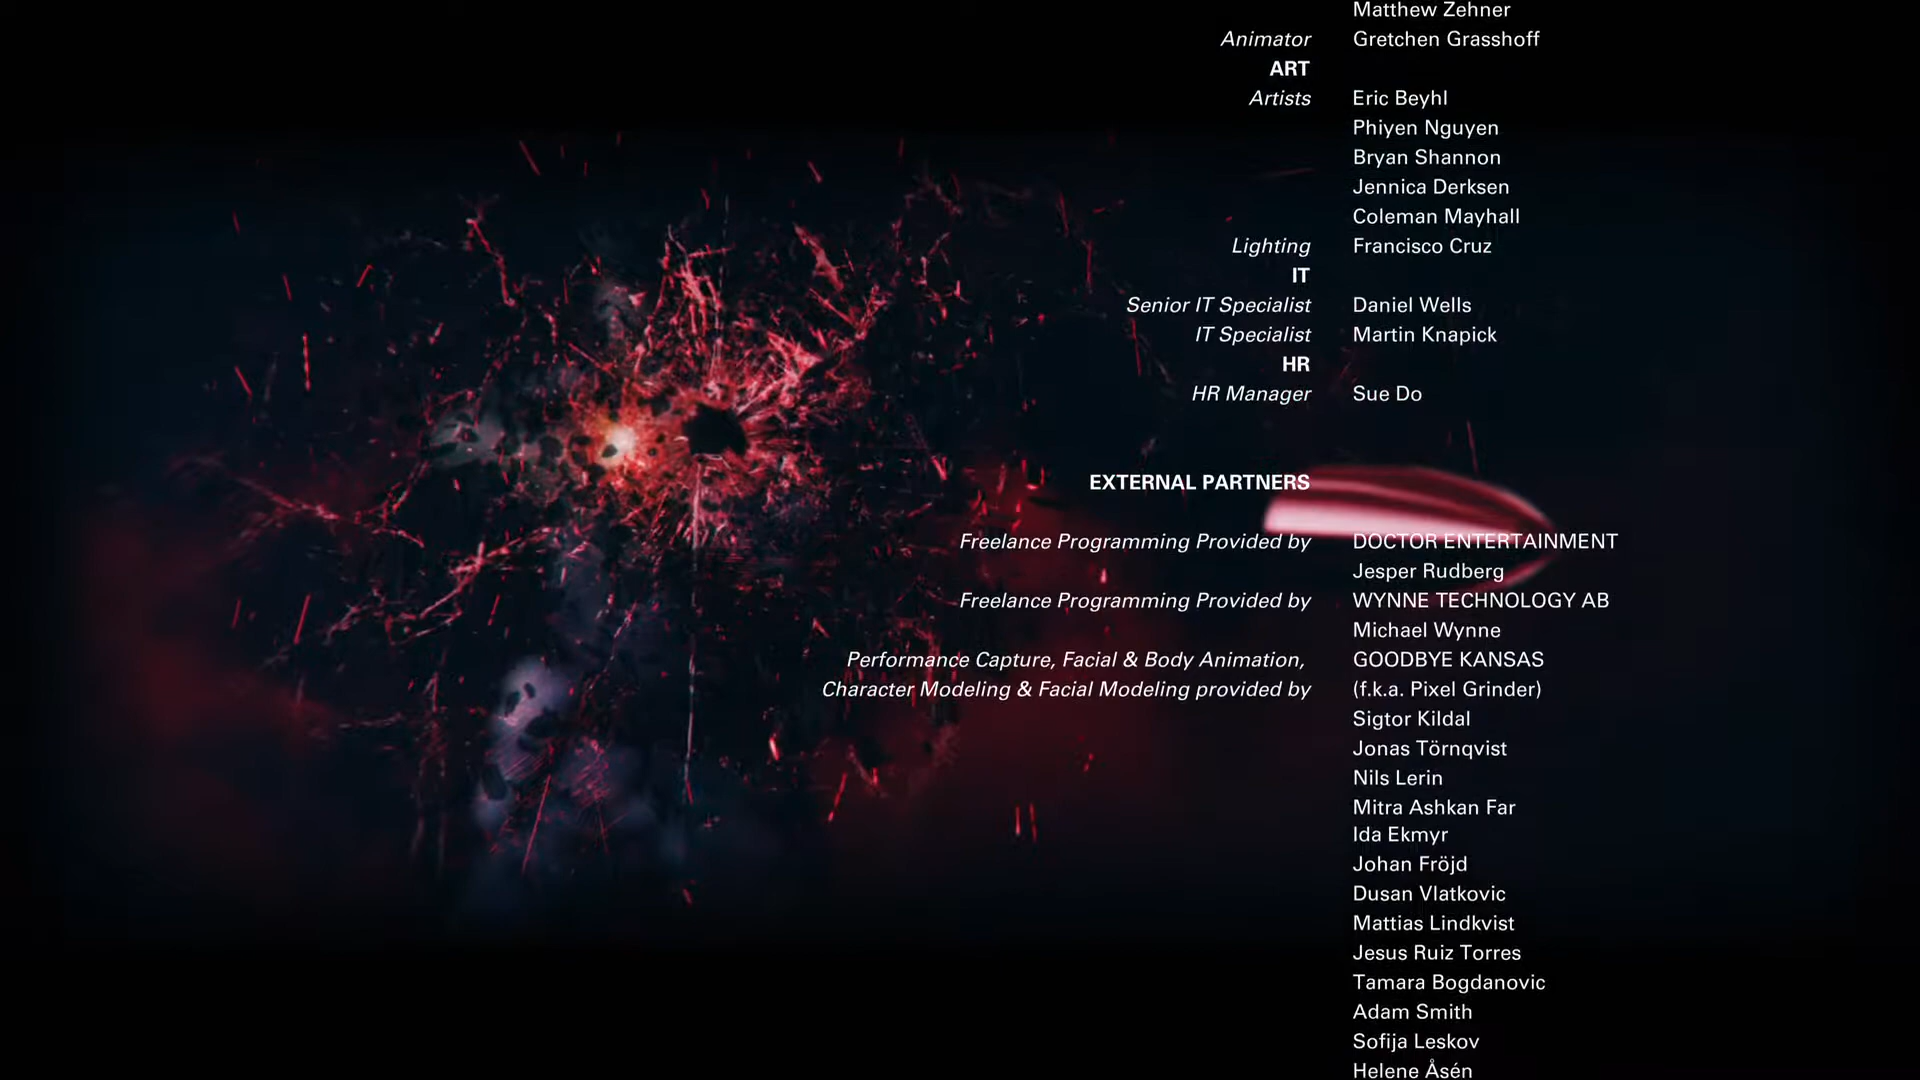 Matthew Zehner
Animator Gretchen Grasshoff
ART
Artists Eric Beyhl
Phiyen Nguyen
Bryan Shannon
Jennica Derksen
Coleman Mayhall
Lighting Francisco Cruz
IT
Senior IT Specialist Daniel Wells
IT Specialist Martin Knapick
HR
HR Manager Sue Do
EXTERNAL PARTNERS
Freelance Programming Provided by DOCTOR ENTERTAINMENT
Jesper Rudberg
Freelance Programming Provided by WYNNE TECHNOLOGY AB
Michael Wynne
Performance Capture, Facial & Body Animation, GOODBYE KANSAS
Character Modeling & Facial Modeling provided by (f.k.a. Pixel Grinder)
Sigtor Kildal
Jonas Törnqvist
Nils Lerin
Mitra Ashkan Far
Ida Ekmyr
Johan Fröjd
Dusan Vlatkovic
Mattias Lindkvist
Jesus Ruiz Torres
Tamara Bogdanovic
Adam Smith
Sofija Leskov
Helene Åsén